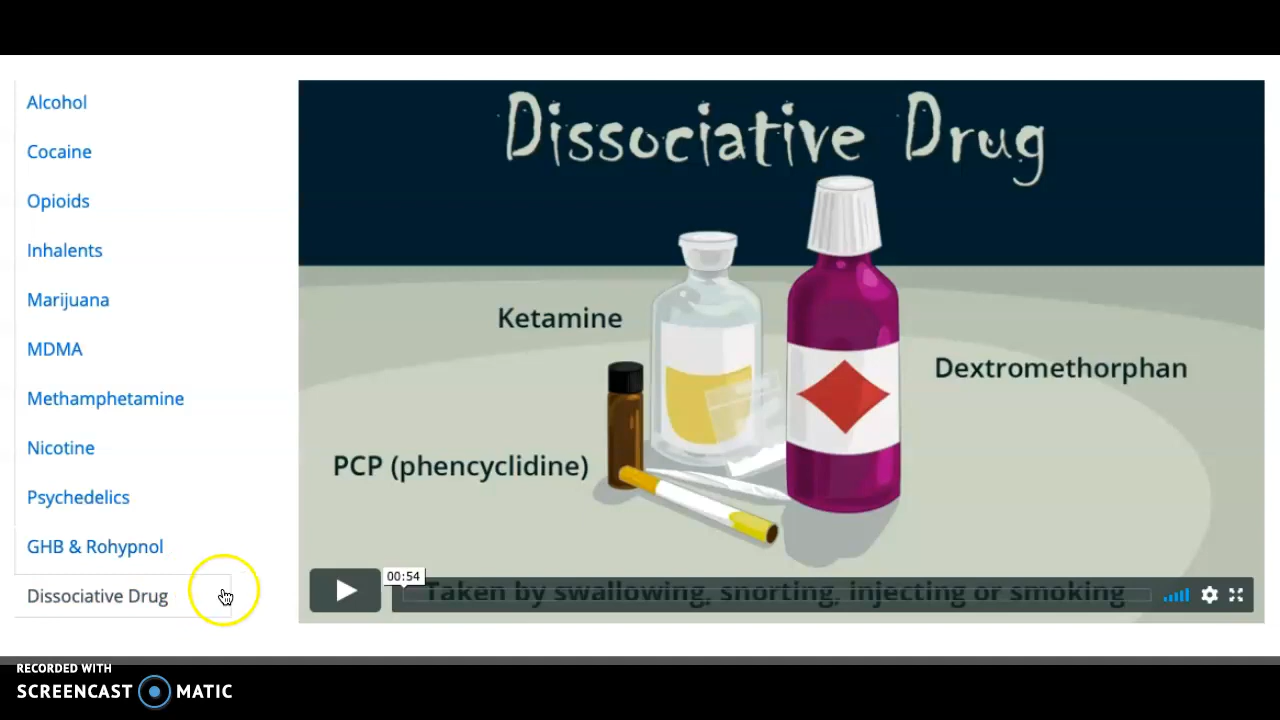 Alcohol
Cocaine
Opioids
Inhalents
Marijuana
MDMA
Methamphetamine
Nicotine
Psychedelics
GHB & Rohypnol
Dissociative Drug
Dissociative Drug
Ketamine
Dextromethorphan
PCP (phencyclidine)
00:54
Taken by swallowing, snorting, injecting or smoking
RECORDED WITH
SCREENCAST MATIC